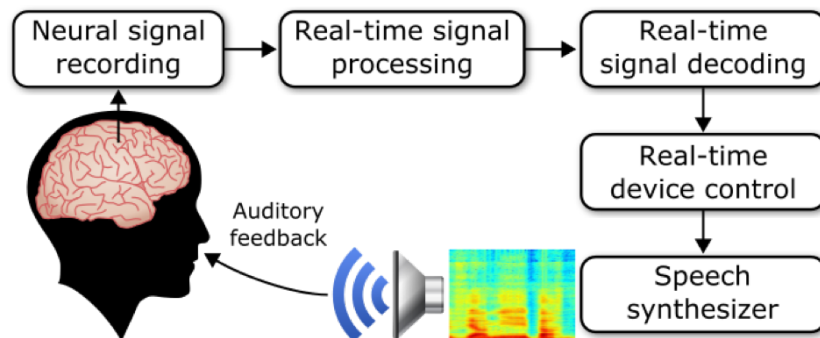 Neural signal
recording
Real-time signal
processing
Real-time
signal decoding
Real-time
device control
Auditory
feedback
Speech
synthesizer